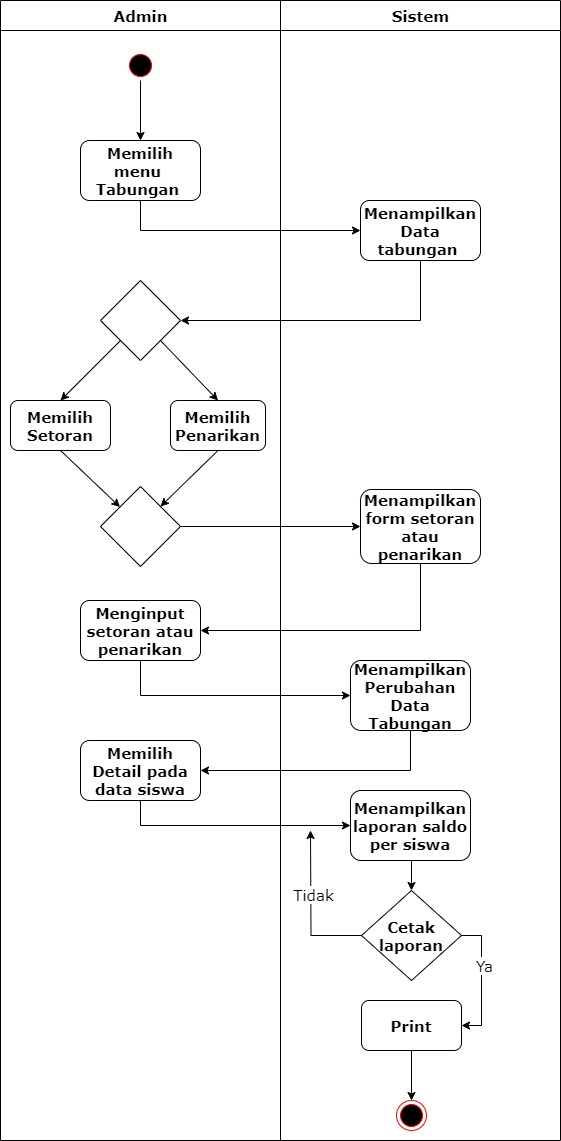 Admin
Sistem
Memilih
menu
Tabungan
Menampilkan
Data
tabungan
Memilih
Setoran
Memilih
Penarikan
Menampilkan
form setoran
atau
penarikan
Menginput
setoran atau
penarikan
Menampilkan
Perubahan
Data
Tabungan
Memilih
Detail pada
data siswa
Menampilkan
laporan saldo
per siswa
Tidak
Cetak
laporan
Ya
Print